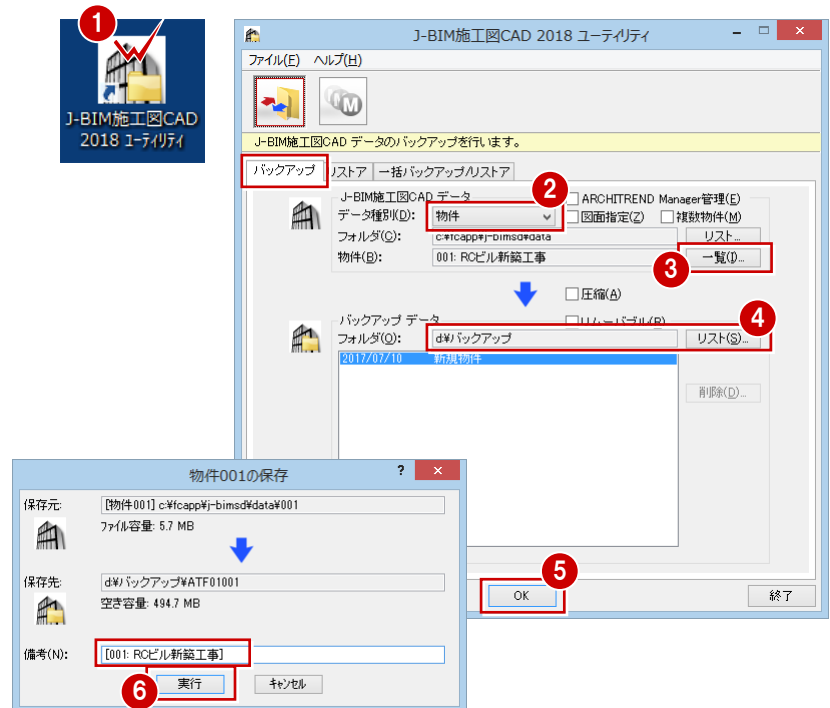 1
J-BIM施工図CAD
2018 ユーティリティ
J-BIM施工図CAD 2018 ユーティリティ
ファイル(F) ヘルプ(H)
J-BIM施工図CAD データのバックアップを行います。
バックアップ リストア 一括バックアップ/リストア
2
J-BIM施工図CAD データ
ARCHITREND Manager管理(E)
データ種別(D): 物件 図面指定(Z) 複数物件(M)
フォルダ(C): c:¥fcapp¥j-bimsd¥data リスト...
3
物件(B): 001: RCビル新築工事 一覧(I)...
圧縮(A)
4
バックアップ データ リムーバブル(R)
フォルダ(O): d:¥バックアップ リスト(S)...
2017/07/10 新規物件
削除(D)...
5
OK 終了
物件001の保存 ?
保存元: [物件001] c:¥fcapp¥j-bimsd¥data¥001
ファイル容量: 5.7 MB
保存先: d:¥バックアップ¥ATF01001
空き容量: 494.7 MB
備考(N): [001: RCビル新築工事]
6
実行 キャンセル